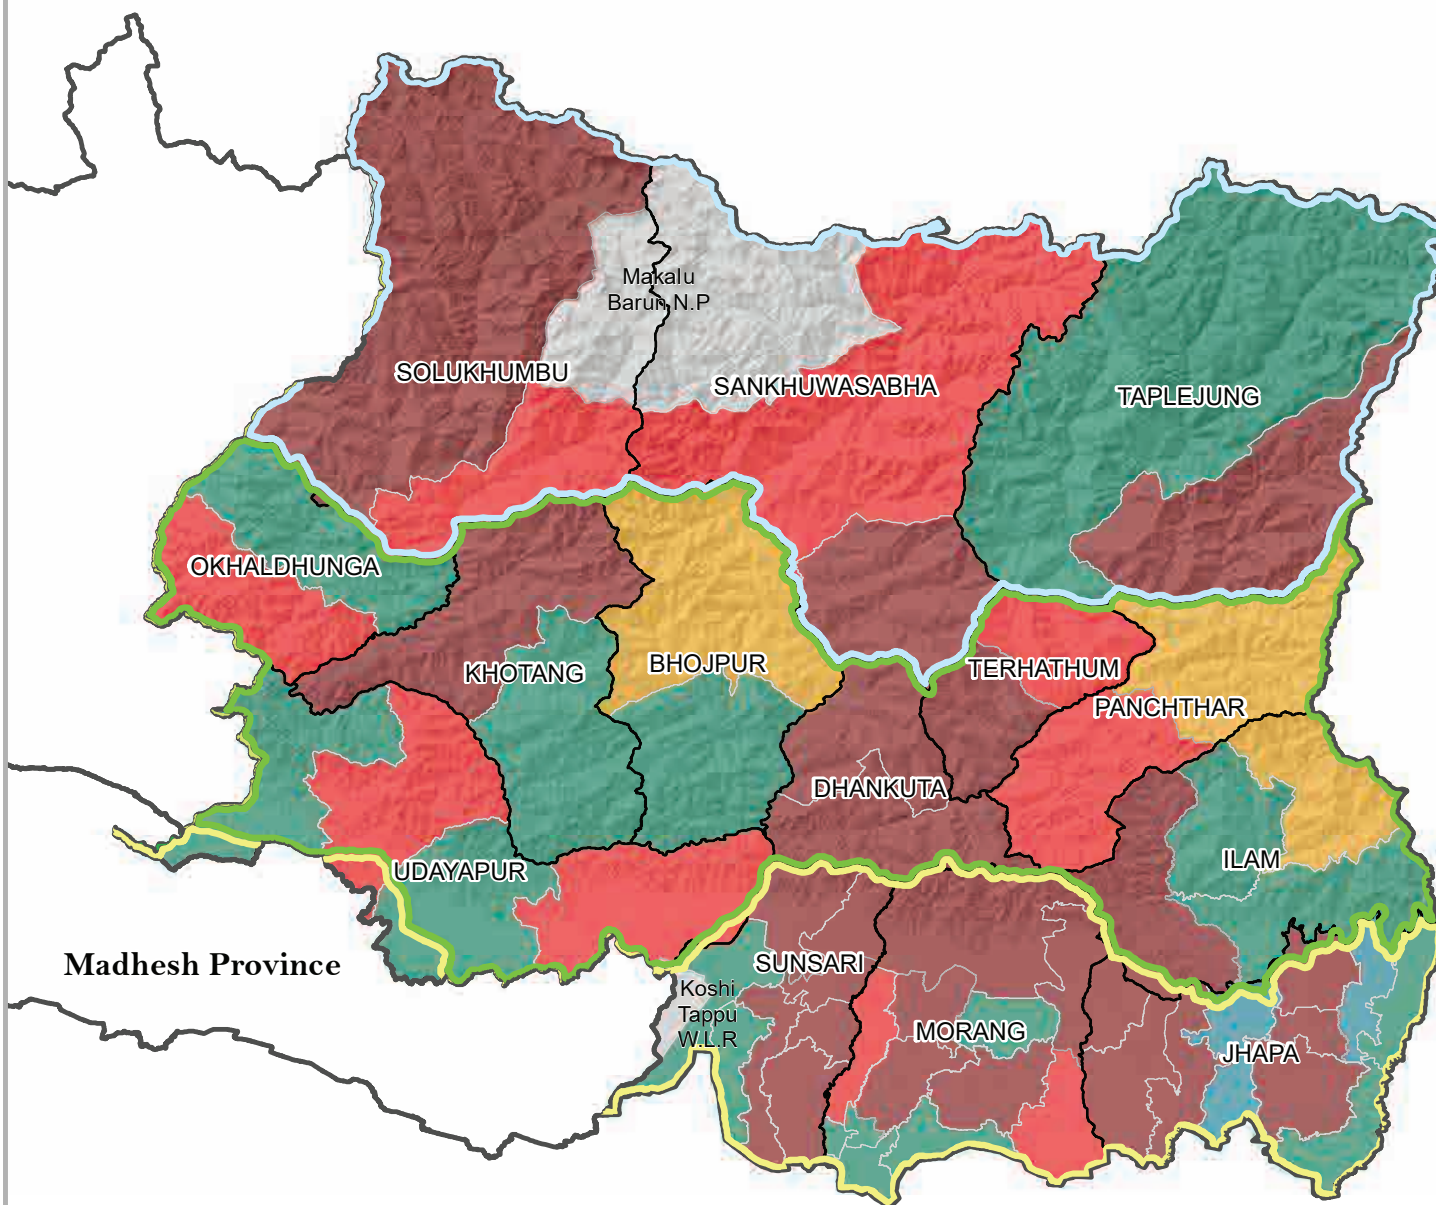 Makalu
Barun N.P
SOLUKHUMBU
SANKHUWASABHA
TAPLEJUNG
OKHALDHUNGA
KHOTANG
BHOJPUR
TERHATHUM
PANCHTHAR
DHANKUTA
UDAYAPUR
ILAM
Madhesh Province
SUNSARI
Koshi
Tappu
W.L.R
MORANG
JHAPA